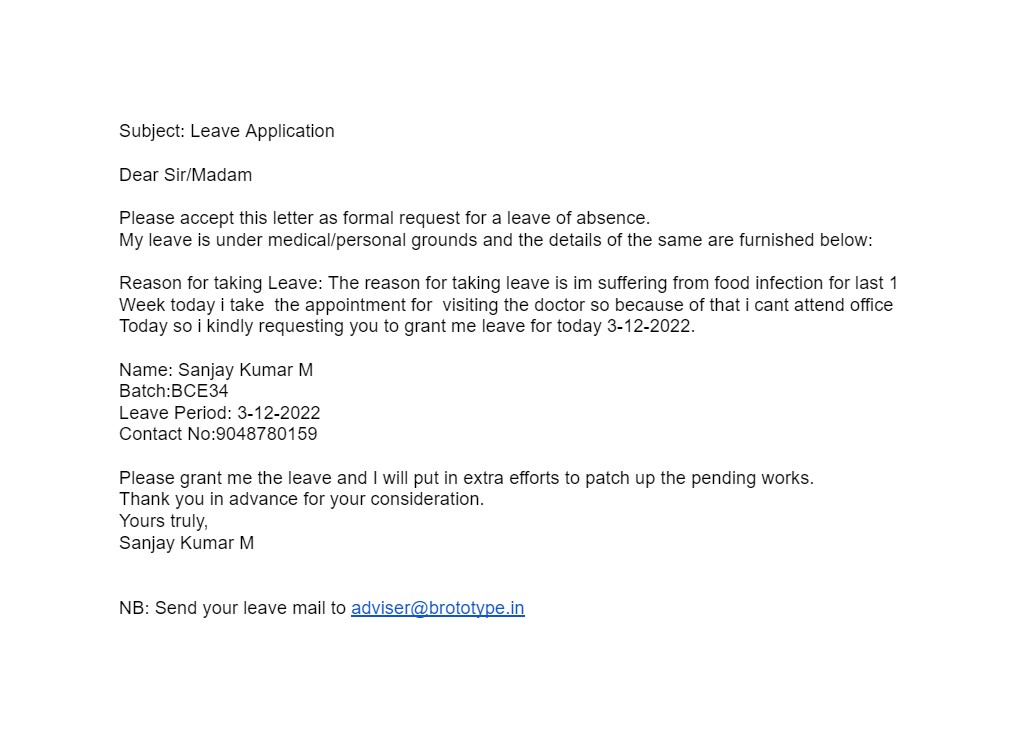 Subject: Leave Application
Dear Sir/Madam
Please accept this letter as formal request for a leave of absence.
My leave is under medical/personal grounds and the details of the same are furnished below:
Reason for taking Leave: The reason for taking leave is im suffering from food infection for last 1
Week today i take  the appointment for  visiting the doctor so because of that i cant attend office
Today so i kindly requesting you to grant me leave for today 3-12-2022.
Name: Sanjay Kumar M
Batch:BCE34
Leave Period: 3-12-2022
Contact No:9048780159
Please grant me the leave and I will put in extra efforts to patch up the pending works.
Thank you in advance for your consideration.
Yours truly,
Sanjay Kumar M
NB: Send your leave mail to adviser@brototype.in